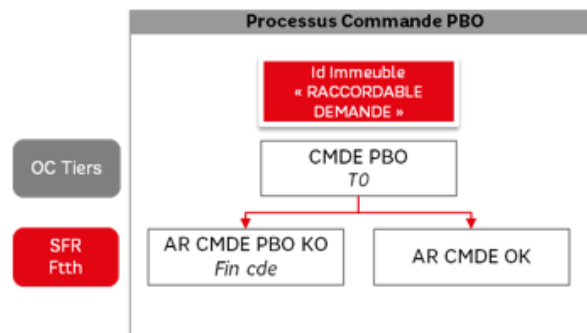 Processus Commande PBO
Id Immeuble
« RACCORDABLE
DEMANDE »
OC Tiers
CMDE PBO
T0
SFR
Ftth
AR CMDE PBO KO
Fin cde
AR CMDE OK